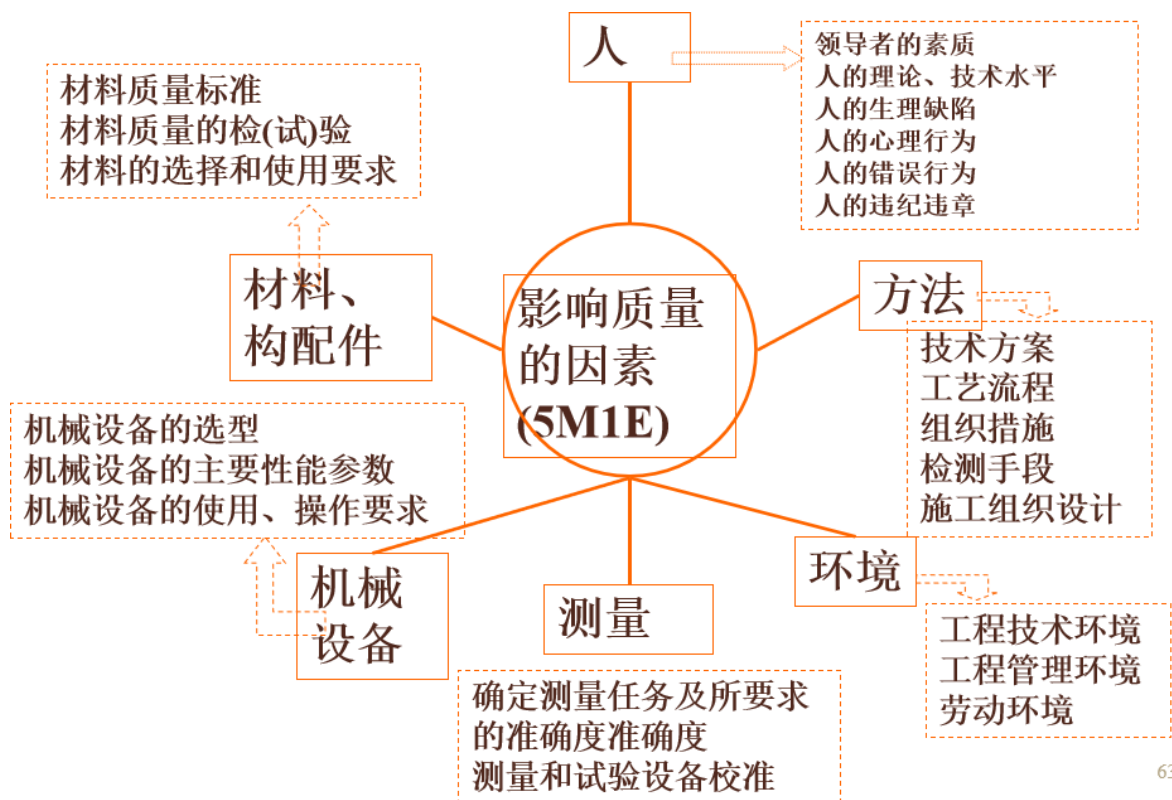 人
领导者的素质
人的理论、技术水平
人的生理缺陷
人的心理行为
人的错误行为
人的违纪违章
材料质量标准
材料质量的检(试)验
材料的选择和使用要求
材料、
构配件
影响质量
的因素
(5M1E)
方法
技术方案
工艺流程
组织措施
检测手段
施工组织设计
机械设备的选型
机械设备的主要性能参数
机械设备的使用、操作要求
机械
设备
测量
确定测量任务及所要求
的准确度准确度
测量和试验设备校准
环境
工程技术环境
工程管理环境
劳动环境
63